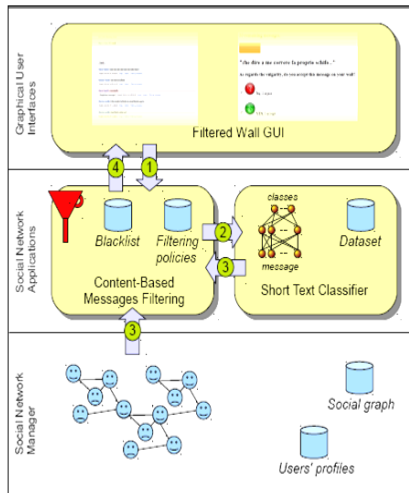 Graphical User
Interfaces
Filtered Wall GUI
4
1
Social Network
Applications
Blacklist
Filtering
policies
Content-Based
Messages Filtering
2
3
classes
message
Dataset
Short Text Classifier
3
Social Network
Manager
Social graph
Users' profiles